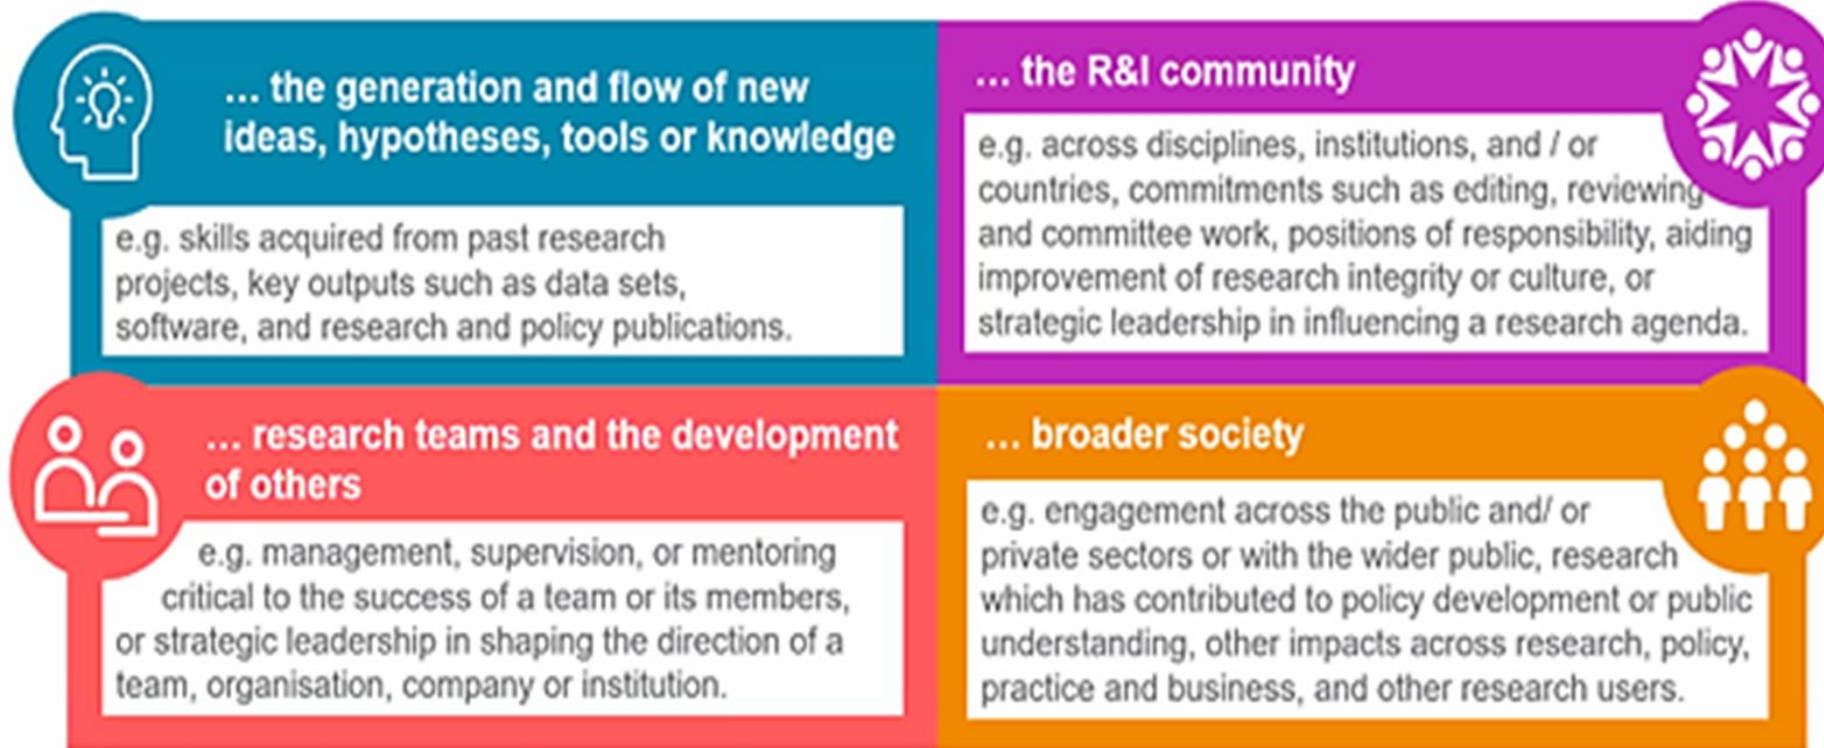 ... the generation and flow of new
ideas, hypotheses, tools or knowledge
e.g. skills acquired from past research
projects, key outputs such as data sets,
software, and research and policy publications.
... the R&I community
e.g. across disciplines, institutions, and / or
countries, commitments such as editing, reviewing
and committee work, positions of responsibility, aiding
improvement of research integrity or culture, or
strategic leadership in influencing a research agenda.
... research teams and the development
of others
e.g. management, supervision, or mentoring
critical to the success of a team or its members,
or strategic leadership in shaping the direction of a
team, organisation, company or institution.
... broader society
e.g. engagement across the public and/ or
private sectors or with the wider public, research
which has contributed to policy development or public
understanding, other impacts across research, policy,
practice and business, and other research users.